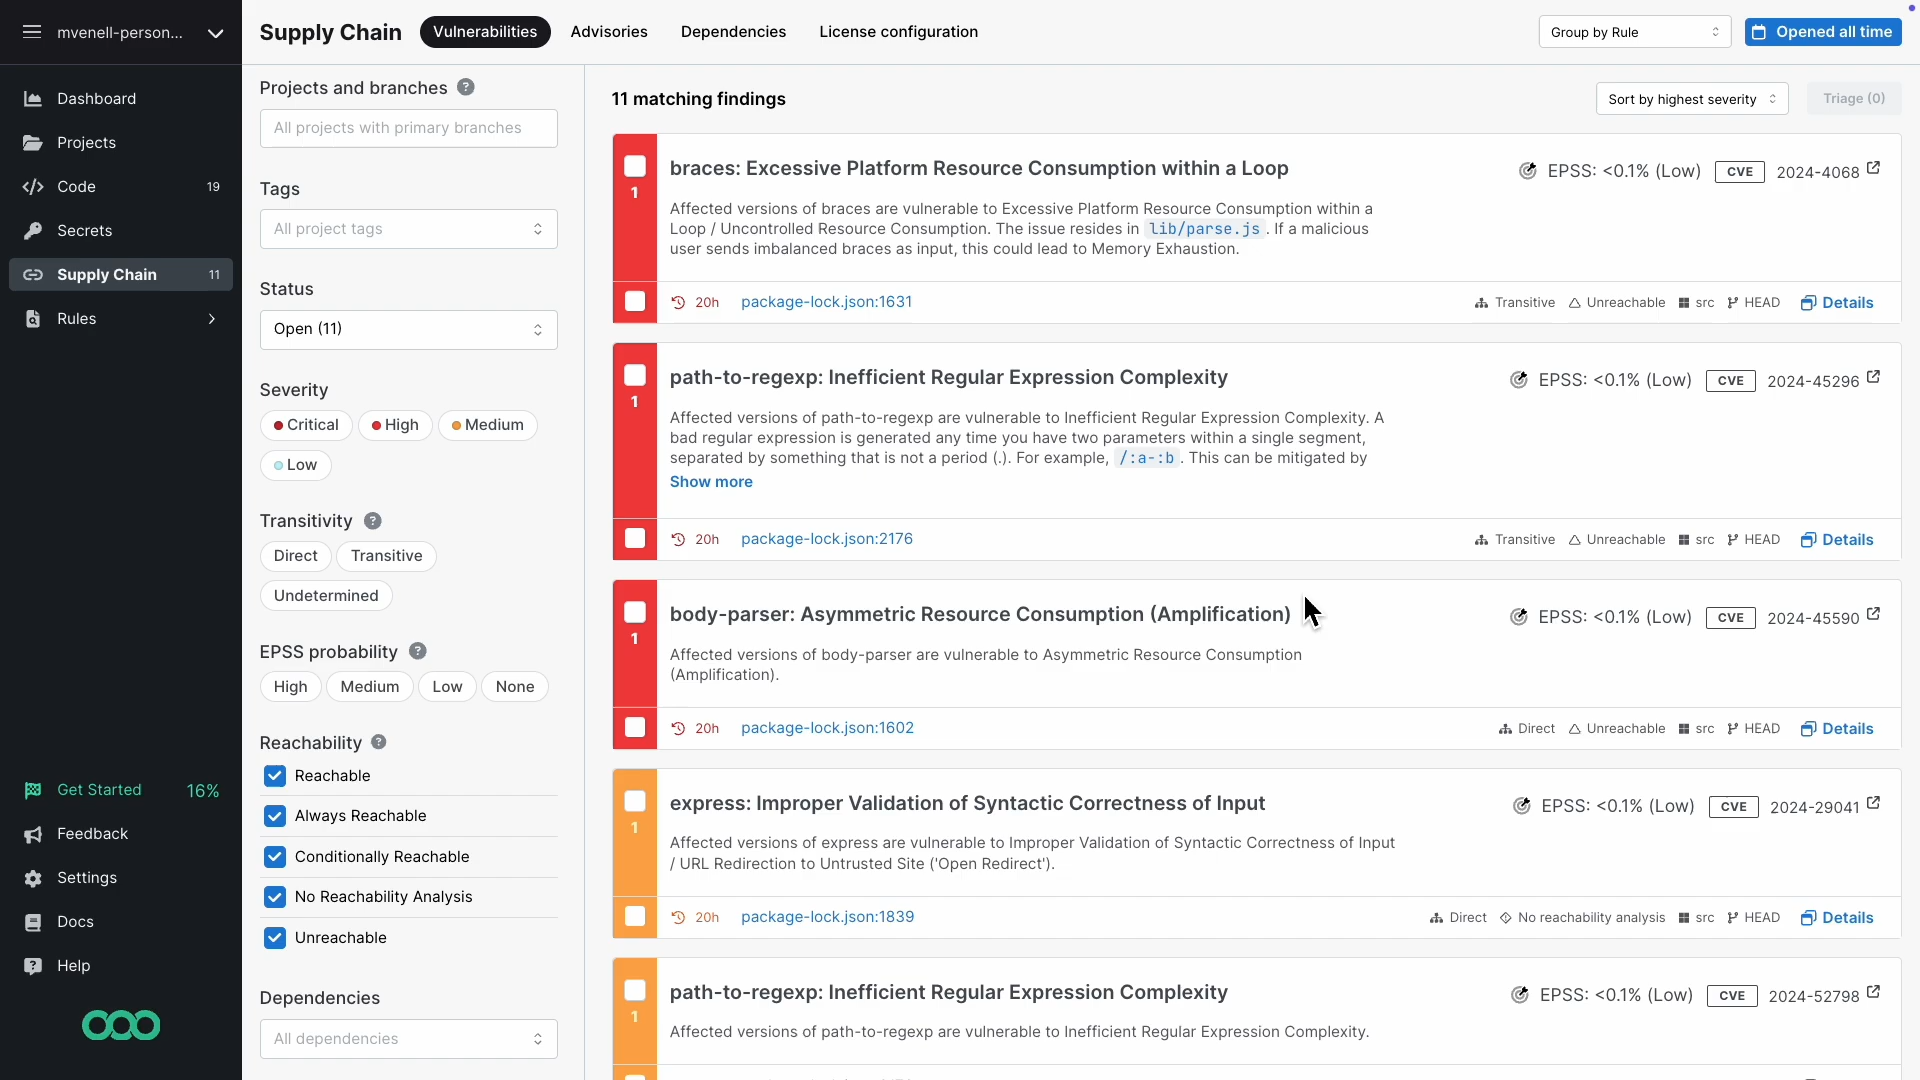 mvenell-person...
Dashboard
Projects
Code 19
Secrets
Supply Chain 11
Rules
Get Started 16%
Feedback
Settings
Docs
Help
Supply Chain
Vulnerabilities
Advisories
Dependencies
License configuration
Group by Rule
Opened all time
Projects and branches ?
All projects with primary branches
Tags
All project tags
Status
Open (11)
Severity
Critical High Medium
Low
Transitivity ?
Direct Transitive
Undetermined
EPSS probability ?
High Medium Low None
Reachability ?
Reachable
Always Reachable
Conditionally Reachable
No Reachability Analysis
Unreachable
Dependencies
All dependencies
11 matching findings
Sort by highest severity
Triage (0)
braces: Excessive Platform Resource Consumption within a Loop
EPSS: <0.1% (Low) CVE 2024-4068
1
Affected versions of braces are vulnerable to Excessive Platform Resource Consumption within a
Loop / Uncontrolled Resource Consumption. The issue resides in lib/parse.js . If a malicious
user sends imbalanced braces as input, this could lead to Memory Exhaustion.
20h package-lock.json:1631 Transitive Unreachable src HEAD Details
path-to-regexp: Inefficient Regular Expression Complexity
EPSS: <0.1% (Low) CVE 2024-45296
1
Affected versions of path-to-regexp are vulnerable to Inefficient Regular Expression Complexity. A
bad regular expression is generated any time you have two parameters within a single segment,
separated by something that is not a period (.). For example, /:a-:b . This can be mitigated by
Show more
20h package-lock.json:2176 Transitive Unreachable src HEAD Details
body-parser: Asymmetric Resource Consumption (Amplification)
EPSS: <0.1% (Low) CVE 2024-45590
1
Affected versions of body-parser are vulnerable to Asymmetric Resource Consumption
(Amplification).
20h package-lock.json:1602 Direct Unreachable src HEAD Details
express: Improper Validation of Syntactic Correctness of Input
EPSS: <0.1% (Low) CVE 2024-29041
1
Affected versions of express are vulnerable to Improper Validation of Syntactic Correctness of Input
/ URL Redirection to Untrusted Site ('Open Redirect').
20h package-lock.json:1839 Direct No reachability analysis src HEAD Details
path-to-regexp: Inefficient Regular Expression Complexity
EPSS: <0.1% (Low) CVE 2024-52798
1
Affected versions of path-to-regexp are vulnerable to Inefficient Regular Expression Complexity.